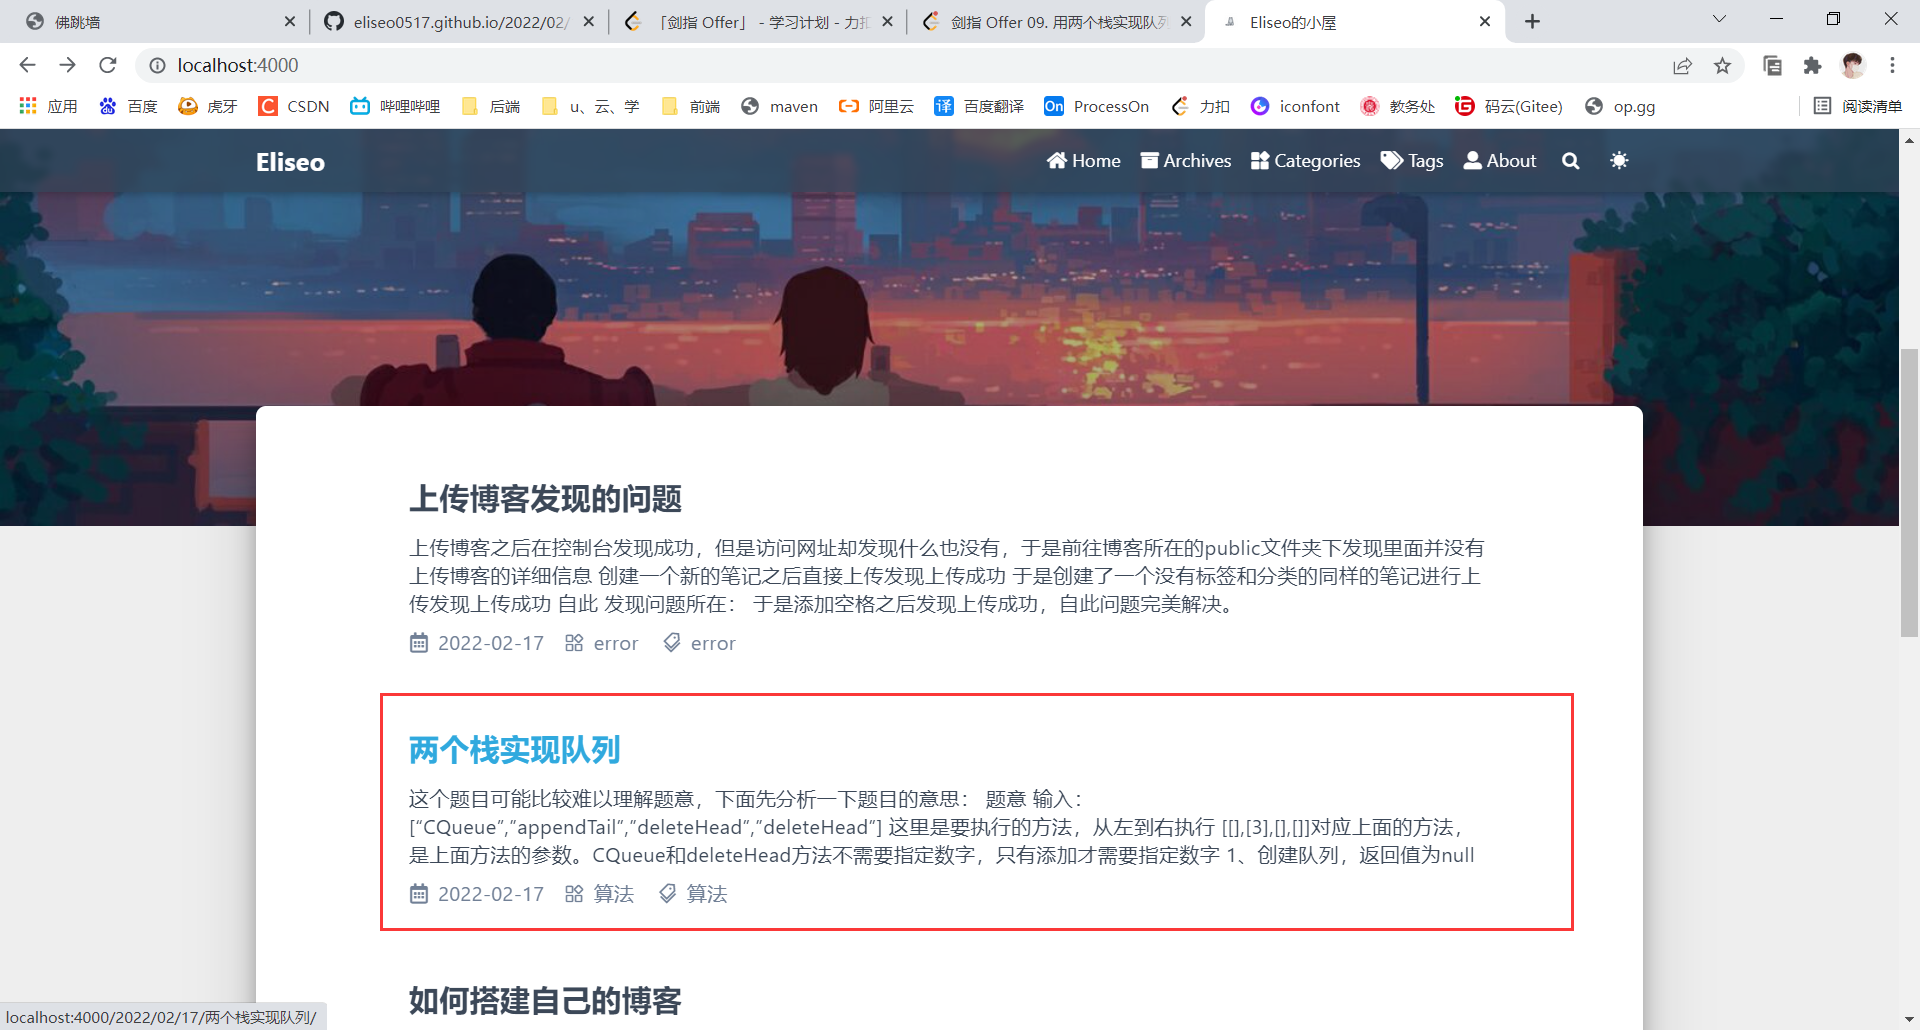 佛跳墙
eliseo0517.github.io/2022/02/
「剑指 Offer」 - 学习计划 - 力扣
剑指 Offer 09. 用两个栈实现队列
Eliseo的小屋
localhost:4000
应用
百度
虎牙
CSDN
哔哩哔哩
后端
u、云、学
前端
maven
阿里云
百度翻译
ProcessOn
力扣
iconfont
教务处
码云(Gitee)
op.gg
阅读清单
Eliseo
Home
Archives
Categories
Tags
About
上传博客发现的问题
上传博客之后在控制台发现成功，但是访问网址却发现什么也没有，于是前往博客所在的public文件夹下发现里面并没有
上传博客的详细信息 创建一个新的笔记之后直接上传发现上传成功 于是创建了一个没有标签和分类的同样的笔记进行上
传发现上传成功 自此 发现问题所在： 于是添加空格之后发现上传成功，自此问题完美解决。
2022-02-17 error error
两个栈实现队列
这个题目可能比较难以理解题意，下面先分析一下题目的意思： 题意 输入：
[“CQueue”,”appendTail”,”deleteHead”,”deleteHead”] 这里是要执行的方法，从左到右执行 [[],[3],[],[]]对应上面的方法，
是上面方法的参数。CQueue和deleteHead方法不需要指定数字，只有添加才需要指定数字 1、创建队列，返回值为null
2022-02-17 算法 算法
如何搭建自己的博客
localhost:4000/2022/02/17/两个栈实现队列/